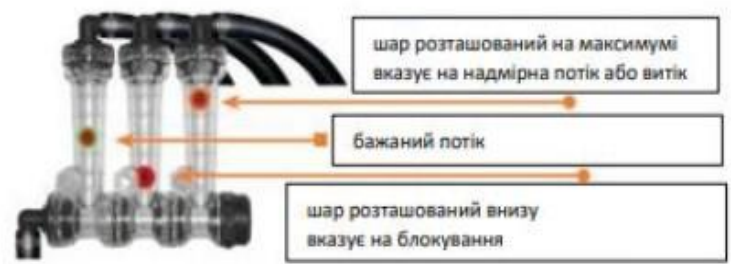 шар розташований на максимумі
вказує на надмірна потік або витік
бажаний потік
шар розташований внизу
вказує на блокування